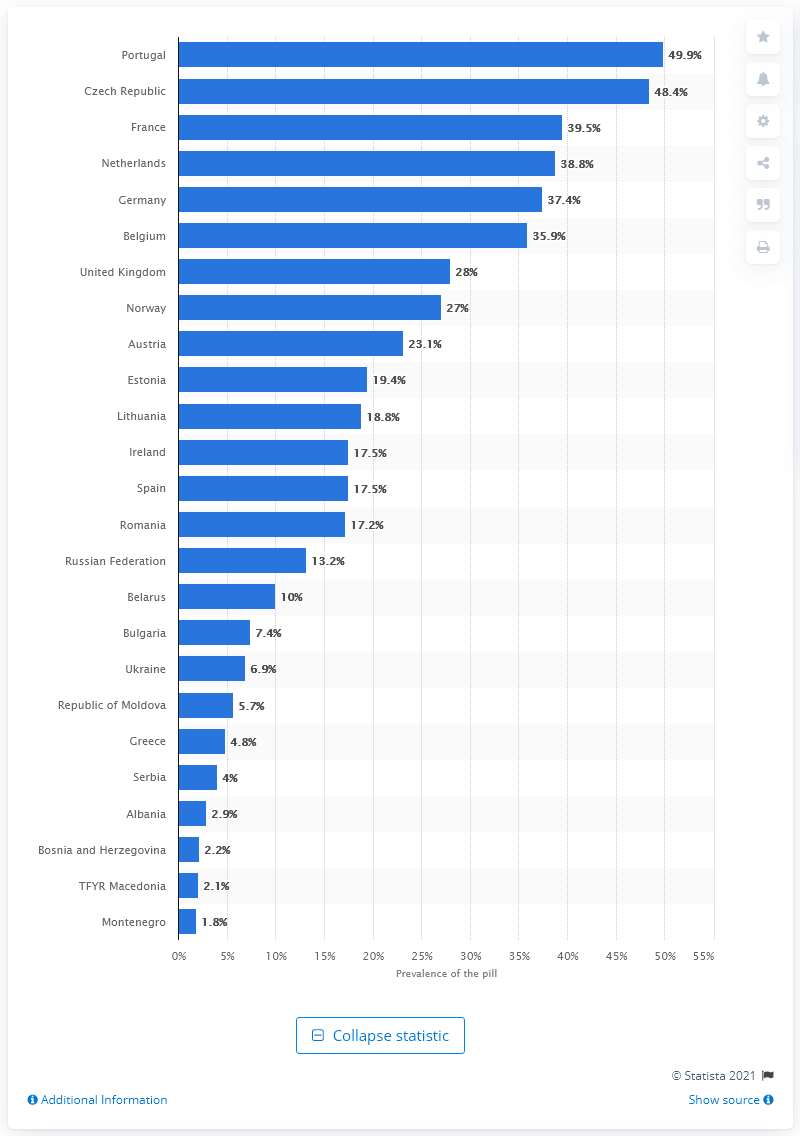 Portugal 49.9%
Czech Republic 48.4%
France 39.5%
Netherlands 38.8%
Germany 37.4%
Belgium 35.9%
United Kingdom 28%
Norway 27%
Austria 23.1%
Estonia 19.4%
Lithuania 18.8%
Ireland 17.5%
Spain 17.5%
Romania 17.2%
Russian Federation 13.2%
Belarus 10%
Bulgaria 7.4%
Ukraine 6.9%
Republic of Moldova 5.7%
Greece 4.8%
Serbia 4%
Albania 2.9%
Bosnia and Herzegovina 2.2%
TFYR Macedonia 2.1%
Montenegro 1.8%
0% 5% 10% 15% 20% 25% 30% 35% 40% 45% 50% 55%
Prevalence of the pill
Collapse statistic
© Statista 2021
Additional Information Show source